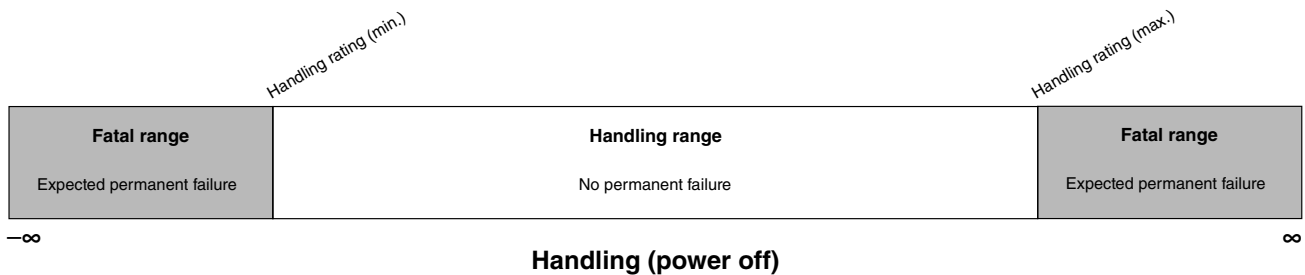 Handling rating (min.)
Handling rating (max.)
Fatal range
Handling range
Fatal range
Expected permanent failure
No permanent failure
Expected permanent failure
–∞
∞
Handling (power off)